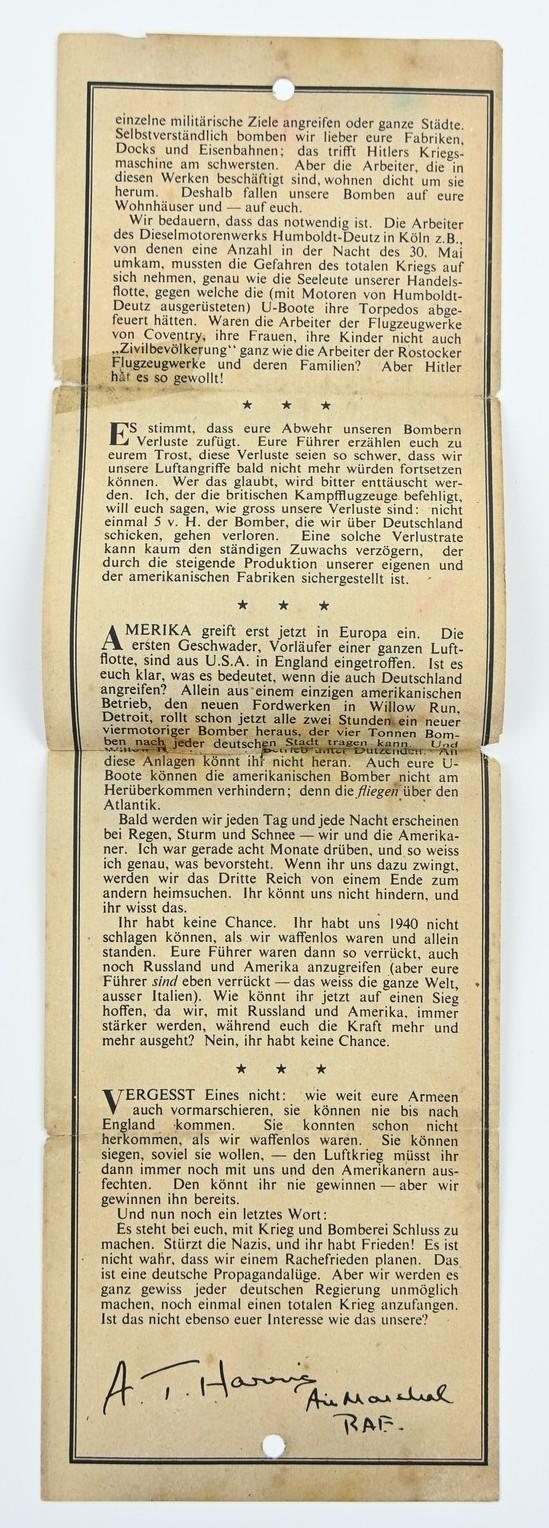 einzelne militärische Ziele angreifen oder ganze Städte.
Selbstverständlich bomben wir lieber eure Fabriken,
Docks und Eisenbahnen; das trifft Hitlers Kriegs-
maschine am schwersten. Aber die Arbeiter, die in
diesen Werken beschäftigt sind, wohnen dicht um sie
herum. Deshalb fallen unsere Bomben auf eure
Wohnhäuser und — auf euch.
Wir bedauern, dass das notwendig ist. Die Arbeiter
des Dieselmotorenwerks Humboldt-Deutz in Köln z.B.,
von denen eine Anzahl in der Nacht des 30. Mai
umkam, mussten die Gefahren des totalen Kriegs auf
sich nehmen, genau wie die Seeleute unserer Handels-
flotte, gegen welche die (mit Motoren von Humboldt-
Deutz ausgerüsteten) U-Boote ihre Torpedos abge-
feuert hätten. Waren die Arbeiter der Flugzeugwerke
von Coventry, ihre Frauen, ihre Kinder nicht auch
„Zivilbevölkerung“ ganz wie die Arbeiter der Rostocker
Flugzeugwerke und deren Familien? Aber Hitler
hat es so gewollt!
★ ★ ★
ES stimmt, dass eure Abwehr unseren Bombern
Verluste zufügt. Eure Führer erzählen euch zu
eurem Trost, diese Verluste seien so schwer, dass wir
unsere Luftangriffe bald nicht mehr würden fortsetzen
können. Wer das glaubt, wird bitter enttäuscht wer-
den. Ich, der die britischen Kampfflugzeuge befehligt,
will euch sagen, wie gross unsere Verluste sind: nicht
einmal 5 v. H. der Bomber, die wir über Deutschland
schicken, gehen verloren. Eine solche Verlustrate
kann kaum den ständigen Zuwachs verzögern, der
durch die steigende Produktion unserer eigenen und
der amerikanischen Fabriken sichergestellt ist.
★ ★ ★
AMERIKA greift erst jetzt in Europa ein. Die
ersten Geschwader, Vorläufer einer ganzen Luft-
flotte, sind aus U.S.A. in England eingetroffen. Ist es
euch klar, was es bedeutet, wenn die auch Deutschland
angreifen? Allein aus einem einzigen amerikanischen
Betrieb, den neuen Fordwerken in Willow Run,
Detroit, rollt schon jetzt alle zwei Stunden ein neuer
viermotoriger Bomber heraus, der vier Tonnen Bom-
ben nach jeder deutschen Stadt tragen kann. Und
Betrieb unter Dutzenden. An
diese Anlagen könnt ihr nicht heran. Auch eure U-
Boote können die amerikanischen Bomber nicht am
Herüberkommen verhindern; denn die fliegen über den
Atlantik.
Bald werden wir jeden Tag und jede Nacht erscheinen
bei Regen, Sturm und Schnee — wir und die Amerika-
ner. Ich war gerade acht Monate drüben, und so weiss
ich genau, was bevorsteht. Wenn ihr uns dazu zwingt,
werden wir das Dritte Reich von einem Ende zum
andern heimsuchen. Ihr könnt uns nicht hindern, und
ihr wisst das.
Ihr habt keine Chance. Ihr habt uns 1940 nicht
schlagen können, als wir waffenlos waren und allein
standen. Eure Führer waren dann so verrückt, auch
noch Russland und Amerika anzugreifen (aber eure
Führer sind eben verrückt — das weiss die ganze Welt,
ausser Italien). Wie könnt ihr jetzt auf einen Sieg
hoffen, da wir, mit Russland und Amerika, immer
stärker werden, während euch die Kraft mehr und
mehr ausgeht? Nein, ihr habt keine Chance.
★ ★ ★
VERGESST Eines nicht: wie weit eure Armeen
auch vormarschieren, sie können nie bis nach
England kommen. Sie konnten schon nicht
herkommen, als wir waffenlos waren. Sie können
siegen, soviel sie wollen, — den Luftkrieg müsst ihr
dann immer noch mit uns und den Amerikanern aus-
fechten. Den könnt ihr nie gewinnen — aber wir
gewinnen ihn bereits.
Und nun noch ein letztes Wort:
Es steht bei euch, mit Krieg und Bomberei Schluss zu
machen. Stürzt die Nazis, und ihr habt Frieden! Es ist
nicht wahr, dass wir einem Rachefrieden planen. Das
ist eine deutsche Propagandalüge. Aber wir werden es
ganz gewiss jeder deutschen Regierung unmöglich
machen, noch einmal einen totalen Krieg anzufangen.
Ist das nicht ebenso euer Interesse wie das unsere?
A. T. Harris
Air Marshal
RAF.